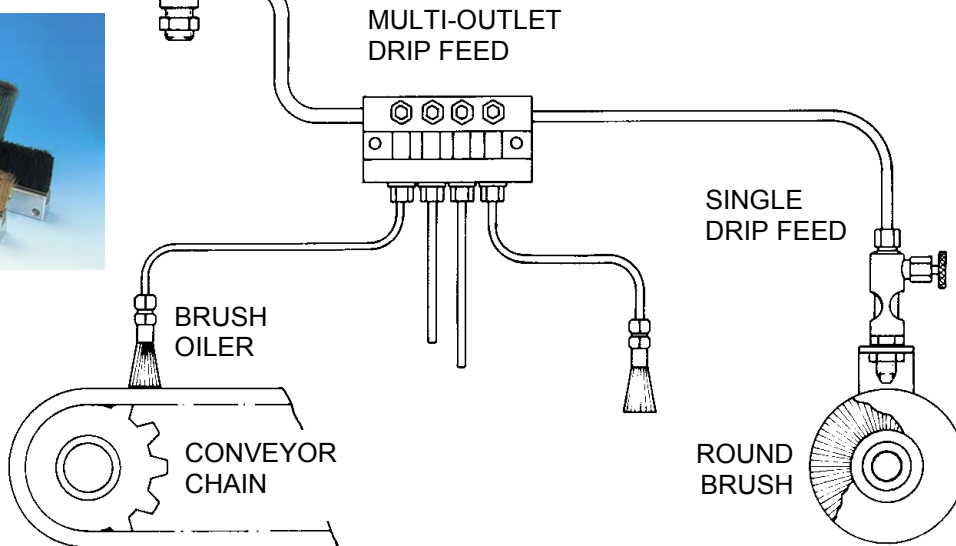 MULTI-OUTLET
DRIP FEED
SINGLE
DRIP FEED
BRUSH
OILER
CONVEYOR
CHAIN
ROUND
BRUSH